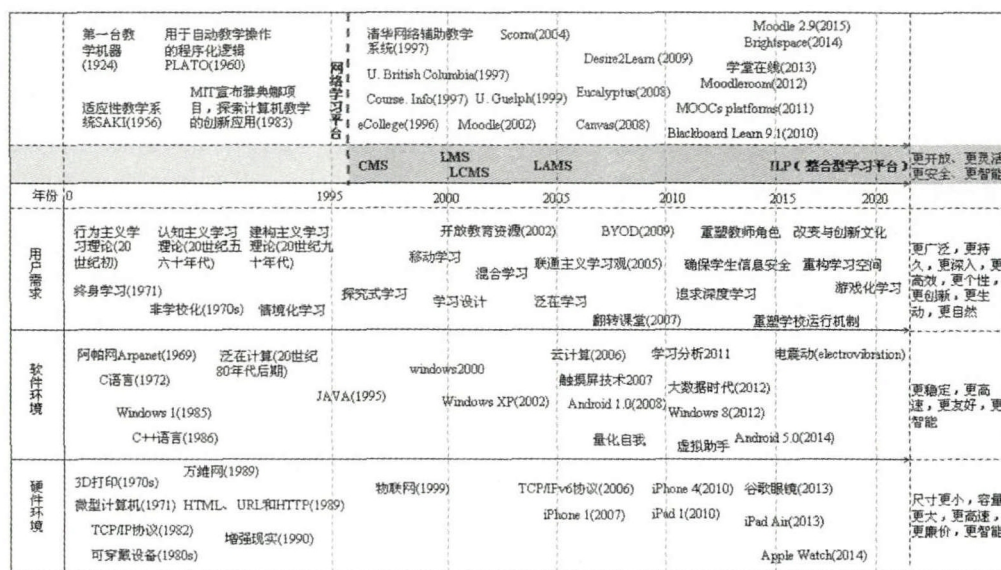 第一台教 用于自动教学操作 清华网络辅助教学 Scorm(2004) Moodle 2.9(2015)
学机器 的程序化逻辑 系统(1997) Desire2Learn (2009) Brightspace(2014)
(1924) PLATO(1960) 学堂在线(2013)
U. British Columbia(1997) Moodleroom(2012)
MIT宣布雅典娜项
适应性教学系 目,探索计算机教学 Course. Info(1997) U. Guelph(1999) Eucalyptus(2008) MOOCs platforms(2011)
统SAKI(1956) 的创新应用(1983) eCollege(1996) Moodle(2002) Canvas(2008) Blackboard Learn 9.1(2010)
网络学习平台
CMS LMS LAMS ILP(整合型学习平台) 更开放、更灵活
LCMS 更安全、更智能
年份 0 1995 2000 2005 2010 2015 2020
用户需求
行为主义学 认知主义学习 建构主义学习 开放教育资源(2002) BYOD(2009) 重塑教师角色 改变与创新文化
习理论(20 理论(20世纪五 理论(20世纪九
世纪初) 六十年代) 十年代) 移动学习 联通主义学习观(2005) 确保学生信息安全 重构学习空间
混合学习
终身学习(1971) 探究式学习 学习设计 泛在学习 追求深度学习 游戏化学习
非学校化(1970s) 情境化学习 翻转课堂(2007) 重塑学校运行机制
更广泛,更持
久,更深入,更
高效,更个性,
更创新,更生
动,更自然
软件环境
阿帕网Arpanet(1969) 泛在计算(20世纪 云计算(2006) 学习分析2011 电震动(electrovibration)
80年代后期) windows2000
C语言(1972) 触摸屏技术2007 大数据时代(2012)
JAVA(1995) Windows XP(2002) Android 1.0(2008)
Windows 1(1985) Windows 8(2012)
C++语言(1986) 量化自我 虚拟助手 Android 5.0(2014)
更稳定,更高
速,更友好,更
智能
硬件环境
3D打印(1970s) 万维网(1989) 物联网(1999) TCP/IPv6协议(2006) iPhone 4(2010) 谷歌眼镜(2013)
微型计算机(1971) HTML、URL和HTTP(1989)
TCP/IP协议(1982) 增强现实(1990) iPhone 1(2007) iPad 1(2010) iPad Air(2013)
可穿戴设备(1980s) Apple Watch(2014)
尺寸更小,容量
更大,更高速,
更廉价,更智能